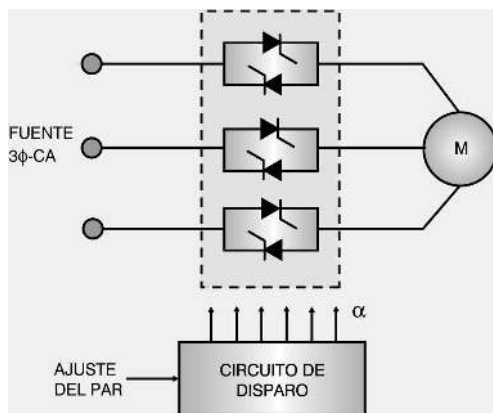 FUENTE
3ϕ-CA
M
α
AJUSTE
DEL PAR
CIRCUITO DE
DISPARO